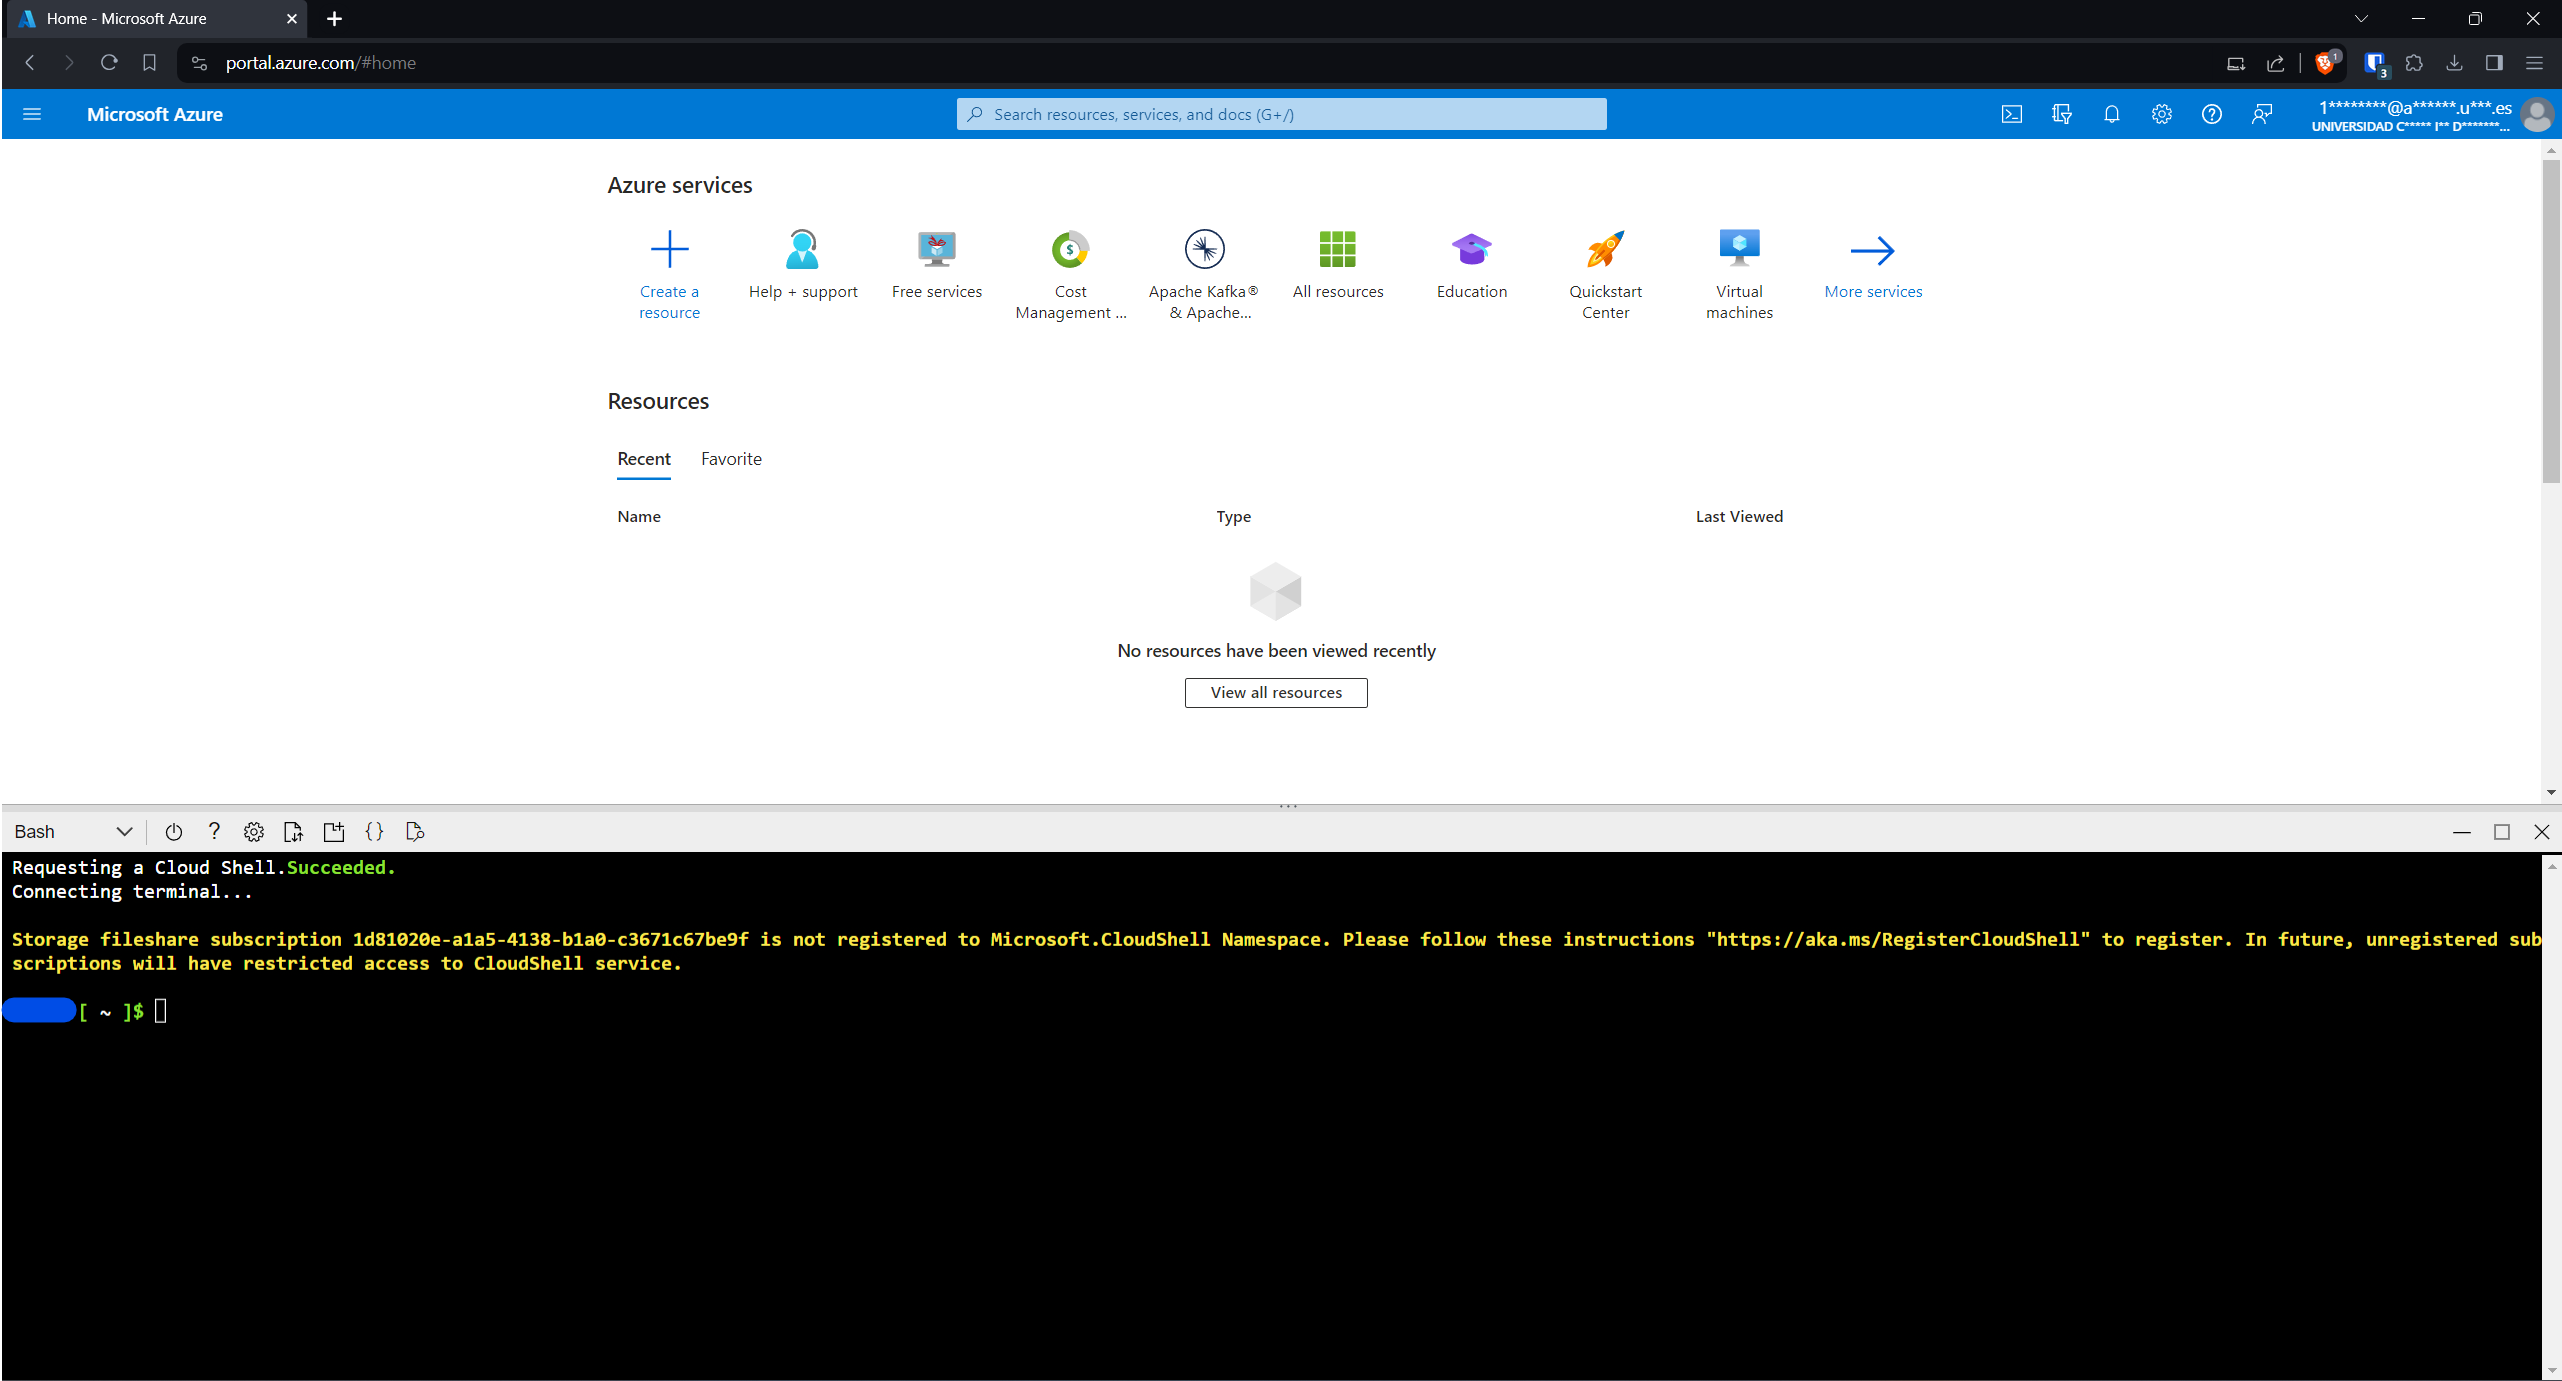 Home - Microsoft Azure
portal.azure.com/#home
1
3
Microsoft Azure
Search resources, services, and docs (G+/)
1********@a******.u***.es
UNIVERSIDAD C***** I** D*******...
Azure services
Create a
resource
Help + support
Free services
Cost
Management ...
Apache Kafka®
& Apache...
All resources
Education
Quickstart
Center
Virtual
machines
More services
Resources
Recent
Favorite
Name
Type
Last Viewed
No resources have been viewed recently
View all resources
Bash
Requesting a Cloud Shell.Succeeded.
Connecting terminal...
Storage fileshare subscription 1d81020e-a1a5-4138-b1a0-c3671c67be9f is not registered to Microsoft.CloudShell Namespace. Please follow these instructions "https://aka.ms/RegisterCloudShell" to register. In future, unregistered sub
scriptions will have restricted access to CloudShell service.
[ ~ ]$